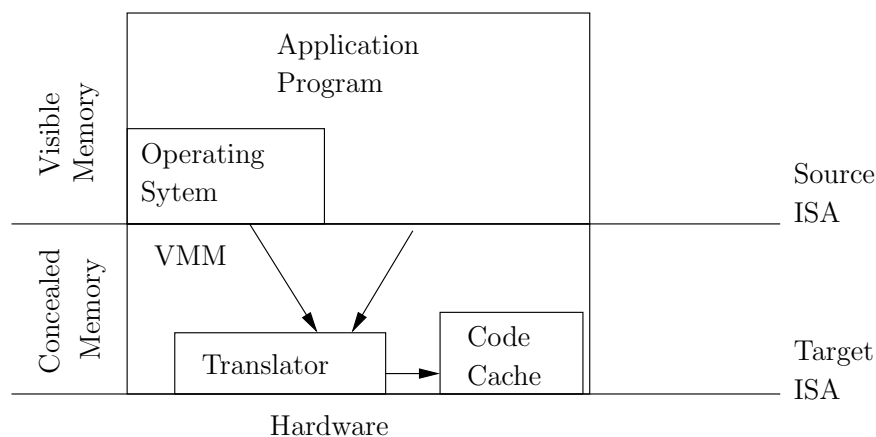 Application
Program
Visible
Memory
Operating
Sytem
Source
ISA
VMM
Concealed
Memory
Translator
Code
Cache
Target
ISA
Hardware